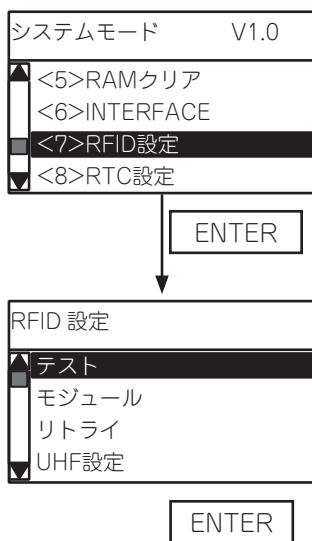 システムモード V1.0
<5>RAMクリア
<6>INTERFACE
<7>RFID設定
<8>RTC設定
ENTER
RFID 設定
テスト
モジュール
リトライ
UHF設定
ENTER